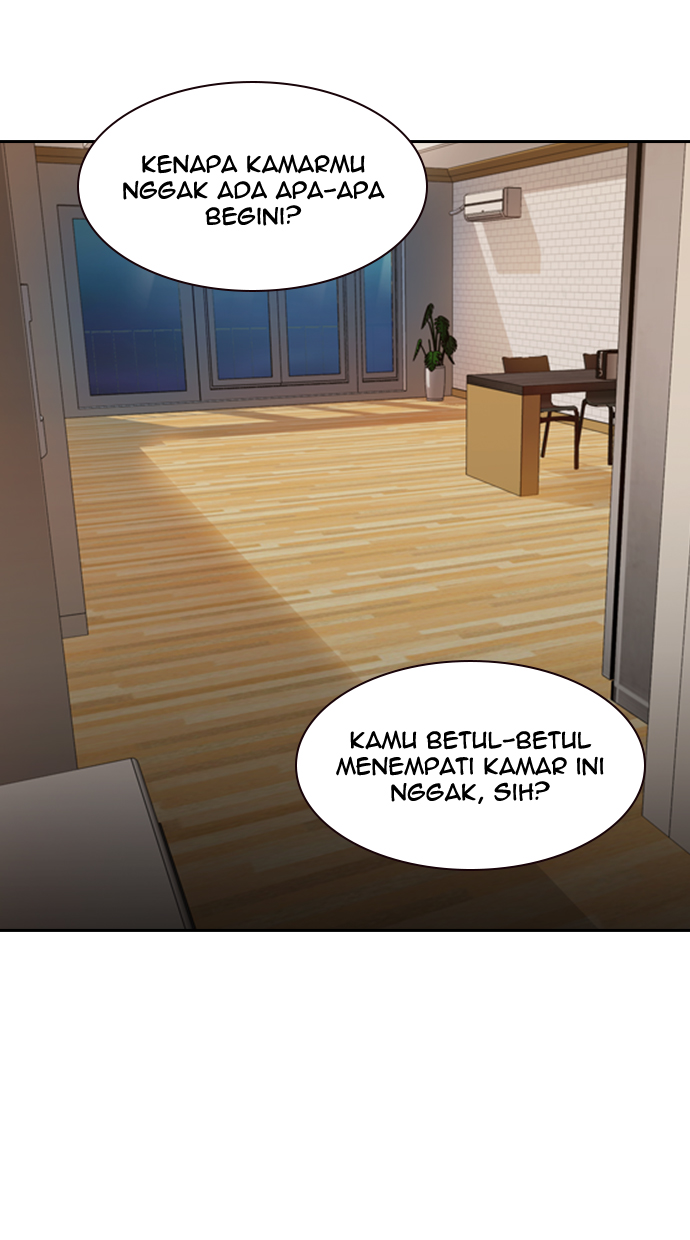 KENAPA KAMARMU
NGGAK ADA APA-APA
BEGINI?
KAMU BETUL-BETUL
MENEMPATI KAMAR INI
NGGAK, SIH?